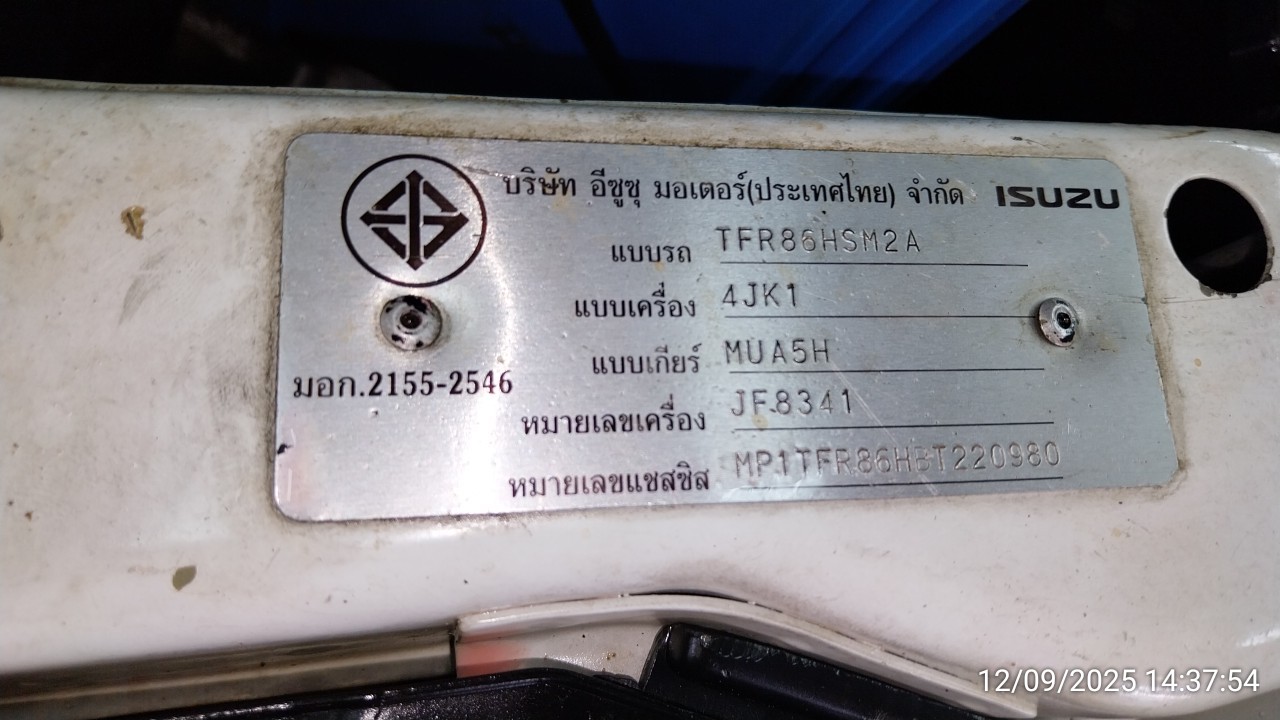 บริษัท อีซูซุ มอเตอร์(ประเทศไทย) จำกัด ISUZU
แบบรถ TFR86HSM2A
แบบเครื่อง 4JK1
แบบเกียร์ MUA5H
มอก.2155-2546
หมายเลขเครื่อง JF8341
หมายเลขแชสซิส MP1TFR86HBT220980
12/09/2025 14:37:54